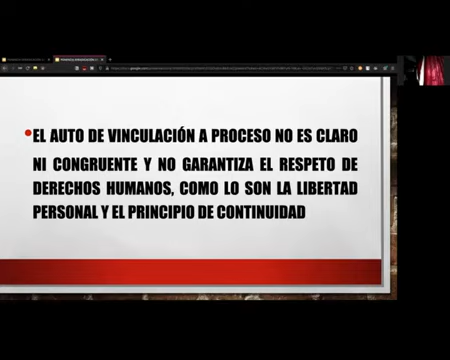 EL AUTO DE VINCULACIÓN A PROCESO NO ES CLARO
NI CONGRUENTE Y NO GARANTIZA EL RESPETO DE
DERECHOS HUMANOS, COMO LO SON LA LIBERTAD
PERSONAL Y EL PRINCIPIO DE CONTINUIDAD